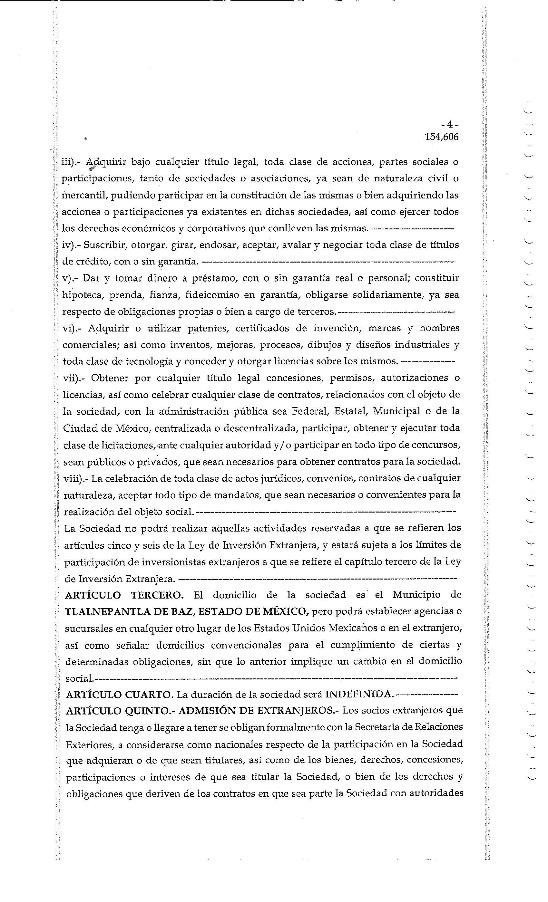 - 4 -
154,606
iii).- Adquirir bajo cualquier título legal, toda clase de acciones, partes sociales o
participaciones, tanto de sociedades o asociaciones, ya sean de naturaleza civil o
mercantil, pudiendo participar en la constitución de las mismas o bien adquiriendo las
acciones o participaciones ya existentes en dichas sociedades, así como ejercer todos
los derechos económicos y corporativos que conlleven las mismas. --------------------
iv).- Suscribir, otorgar, girar, endosar, aceptar, avalar y negociar toda clase de títulos
de crédito, con o sin garantía. ------------------------------------------------------------
v).- Dar y tomar dinero a préstamo, con o sin garantía real o personal; constituir
hipoteca, prenda, fianza, fideicomiso en garantía, obligarse solidariamente, ya sea
respecto de obligaciones propias o bien a cargo de terceros.----------------------------
vi).- Adquirir o utilizar patentes, certificados de invención, marcas y nombres
comerciales; así como inventos, mejoras, procesos, dibujos y diseños industriales y
toda clase de tecnología y conceder y otorgar licencias sobre los mismos. -------------
vii).- Obtener por cualquier título legal concesiones, permisos, autorizaciones o
licencias, así como celebrar cualquier clase de contratos, relacionados con el objeto de
la sociedad, con la administración pública sea Federal, Estatal, Municipal o de la
Ciudad de México, centralizada o descentralizada, participar, obtener y ejecutar toda
clase de licitaciones, ante cualquier autoridad y/o participar en todo tipo de concursos,
sean públicos o privados, que sean necesarios para obtener contratos para la sociedad.
viii).- La celebración de toda clase de actos jurídicos, convenios, contratos de cualquier
naturaleza, aceptar todo tipo de mandatos, que sean necesarios o convenientes para la
realización del objeto social.--------------------------------------------------------------
La Sociedad no podrá realizar aquellas actividades reservadas a que se refieren los
artículos cinco y seis de la Ley de Inversión Extranjera, y estará sujeta a los límites de
participación de inversionistas extranjeros a que se refiere el capítulo tercero de la Ley
de Inversión Extranjera. ------------------------------------------------------------------
ARTÍCULO TERCERO. El domicilio de la sociedad es el Municipio de
TLALNEPANTLA DE BAZ, ESTADO DE MÉXICO, pero podrá establecer agencias o
sucursales en cualquier otro lugar de los Estados Unidos Mexicanos o en el extranjero,
así como señalar domicilios convencionales para el cumplimiento de ciertas y
determinadas obligaciones, sin que lo anterior implique un cambio en el domicilio
social.--------------------------------------------------------------------------------------
ARTÍCULO CUARTO. La duración de la sociedad será INDEFINIDA.---------------
ARTÍCULO QUINTO.- ADMISIÓN DE EXTRANJEROS.- Los socios extranjeros que
la Sociedad tenga o llegare a tener se obligan formalmente con la Secretaría de Relaciones
Exteriores, a considerarse como nacionales respecto de la participación en la Sociedad
que adquieran o de que sean titulares, así como de los bienes, derechos, concesiones,
participaciones o intereses de que sea titular la Sociedad, o bien de los derechos y
obligaciones que deriven de los contratos en que sea parte la Sociedad con autoridades